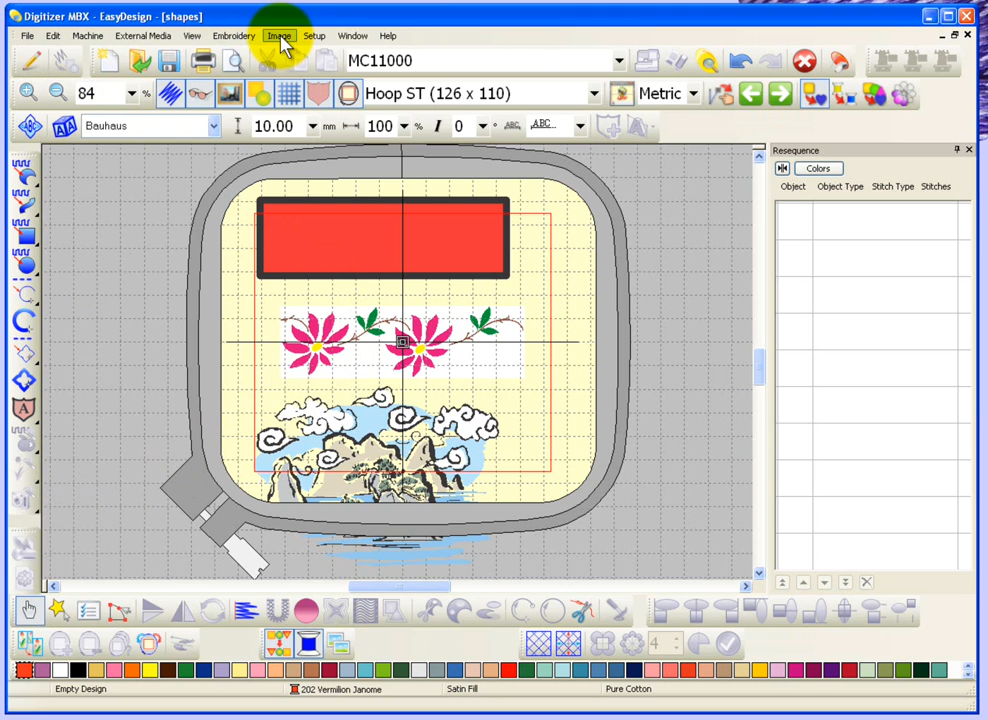 Digitizer MBX - EasyDesign - [shapes]
File Edit Machine External Media View Embroidery Image Setup Window Help
MC11000
84 % Hoop ST (126 x 110) Metric
Bauhaus 10.00 mm 100 % I 0 ° ABC ABC
Resequence
Colors
Object Object Type Stitch Type Stitches
4
Empty Design 202 Vermilion Janome Satin Fill Pure Cotton